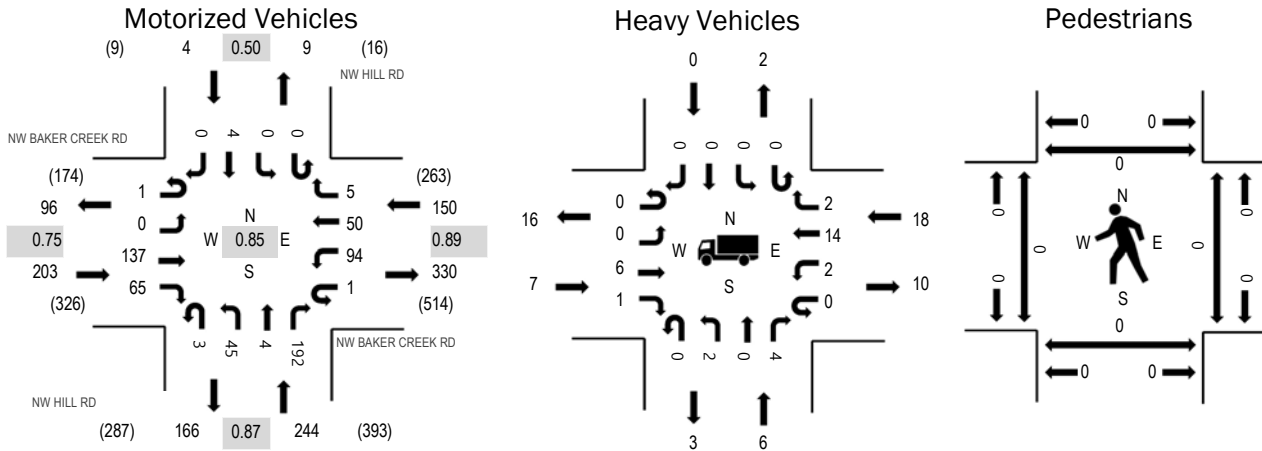 Motorized Vehicles
(9) 4 0.50 9 (16)
NW HILL RD
NW BAKER CREEK RD
0 4 0 0
(174) 1 5 (263)
96 0 50 150
0.75 N 0.89
W 0.85 E
S
203 137 94 330
(326) 65 1 (514)
3 45 4 192
NW BAKER CREEK RD
NW HILL RD
(287) 166 0.87 244 (393)
Heavy Vehicles
0 2
0 0 0 0
0 2
16 0 14 18
N
W E
S
7 6 2 10
1 0
0 2 0 4
3 6
Pedestrians
0 0
0
N
0 0
W E
0 0
0 0
S
0
0 0